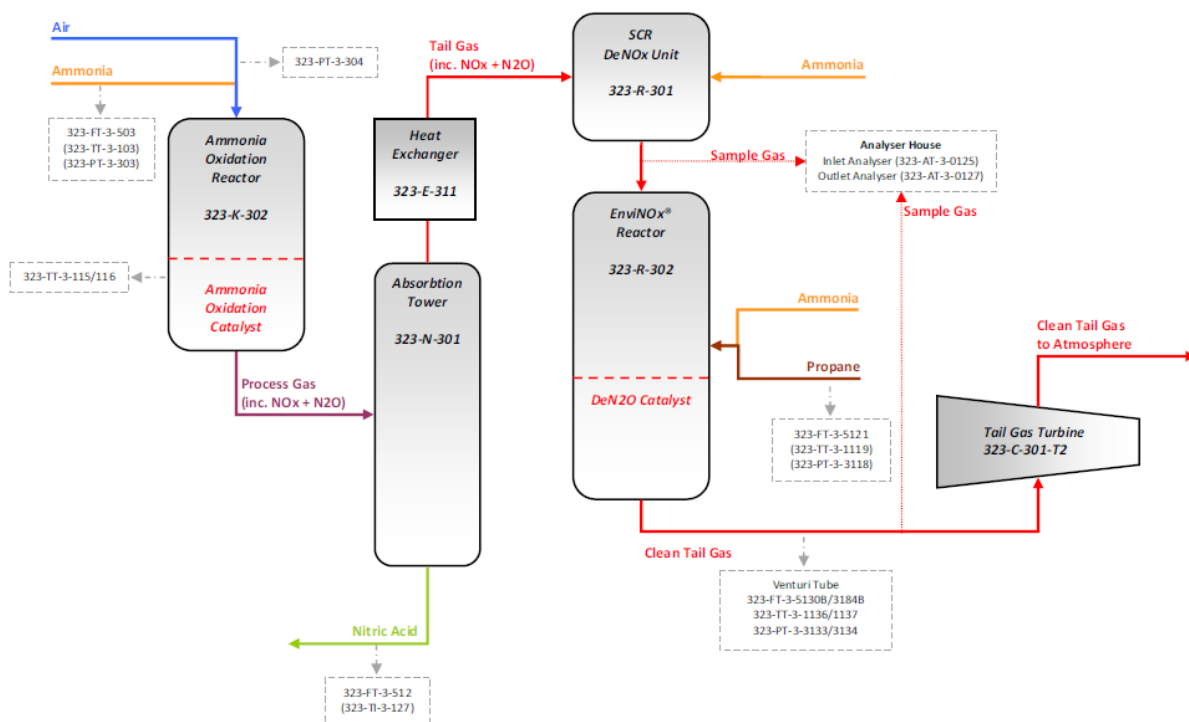 Air
323-PT-3-304
Ammonia
323-FT-3-503
(323-TT-3-103)
(323-PT-3-303)
Ammonia
Oxidation
Reactor
323-K-302
323-TT-3-115/116
Ammonia
Oxidation
Catalyst
Process Gas
(inc. NOx + N2O)
Tail Gas
(inc. NOx + N2O)
Heat
Exchanger
323-E-311
Absorbtion
Tower
323-N-301
Nitric Acid
323-FT-3-512
(323-TI-3-127)
SCR
DeNOx Unit
323-R-301
Ammonia
Sample Gas
Analyser House
Inlet Analyser (323-AT-3-0125)
Outlet Analyser (323-AT-3-0127)
Sample Gas
EnviNOx®
Reactor
323-R-302
Ammonia
Propane
DeN2O Catalyst
323-FT-3-5121
(323-TT-3-1119)
(323-PT-3-3118)
Clean Tail Gas
to Atmosphere
Tail Gas Turbine
323-C-301-T2
Clean Tail Gas
Venturi Tube
323-FT-3-5130B/3184B
323-TT-3-1136/1137
323-PT-3-3133/3134